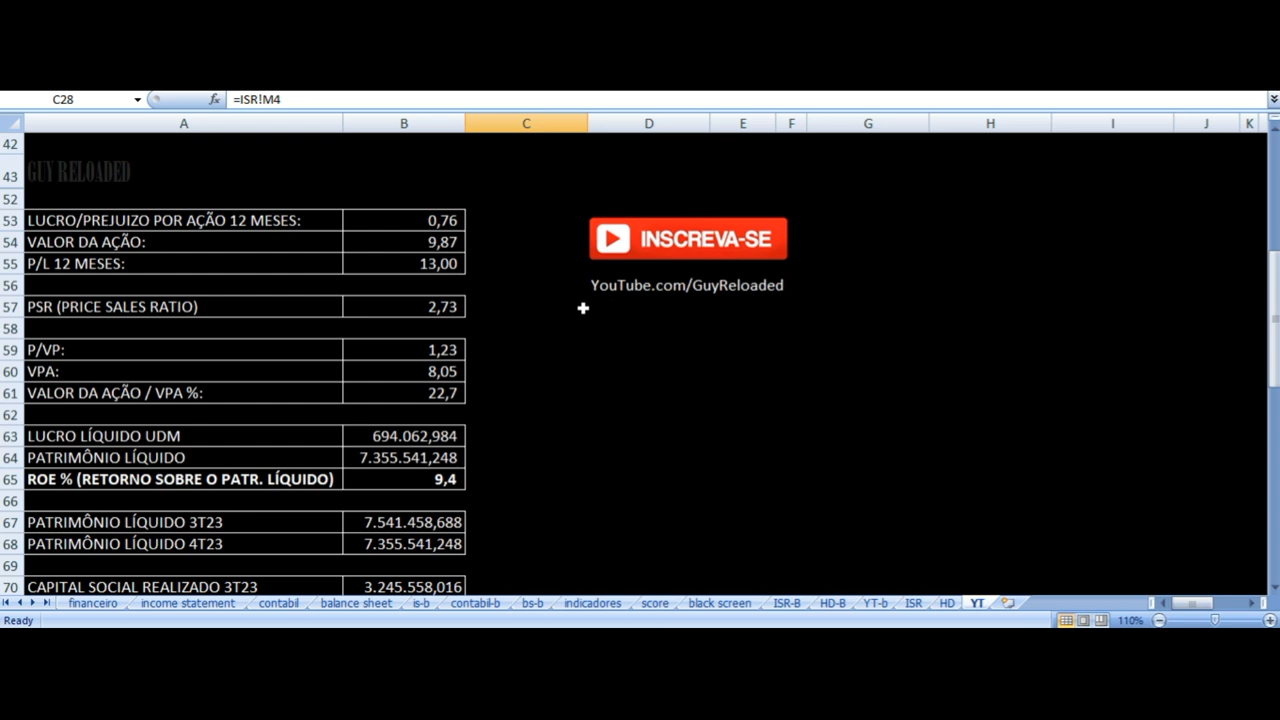 C28 fx =ISR!M4
A B C D E F G H I J K
42
43 GUY RELOADED
52
53 LUCRO/PREJUIZO POR AÇÃO 12 MESES: 0,76
INSCREVA-SE
54 VALOR DA AÇÃO: 9,87
55 P/L 12 MESES: 13,00
56 YouTube.com/GuyReloaded
57 PSR (PRICE SALES RATIO) 2,73
58
59 P/VP: 1,23
60 VPA: 8,05
61 VALOR DA AÇÃO / VPA %: 22,7
62
63 LUCRO LÍQUIDO UDM 694.062,984
64 PATRIMÔNIO LÍQUIDO 7.355.541,248
65 ROE % (RETORNO SOBRE O PATR. LÍQUIDO) 9,4
66
67 PATRIMÔNIO LÍQUIDO 3T23 7.541.458,688
68 PATRIMÔNIO LÍQUIDO 4T23 7.355.541,248
69
70 CAPITAL SOCIAL REALIZADO 3T23 3.245.558,016
financeiro income statement contabil balance sheet is-b contabil-b bs-b indicadores score black screen ISR-B HD-B YT-b ISR HD YT
Ready 110%